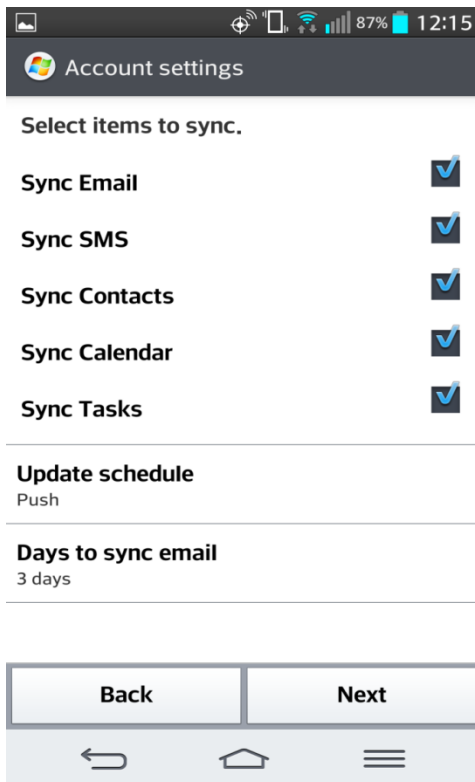 87% 12:15
Account settings
Select items to sync.
Sync Email
Sync SMS
Sync Contacts
Sync Calendar
Sync Tasks
Update schedule
Push
Days to sync email
3 days
Back Next